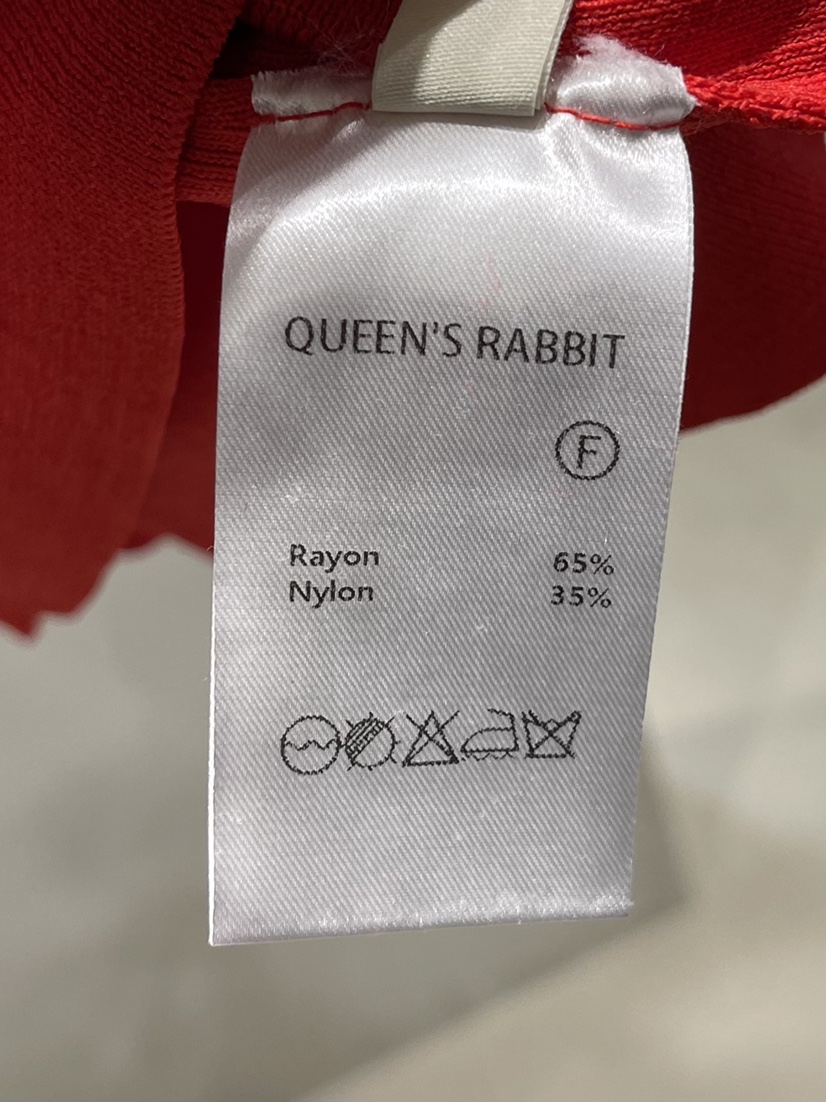 QUEEN'S RABBIT
F
Rayon 65%
Nylon 35%